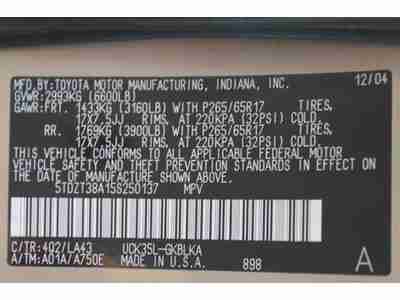 MFD.BY:TOYOTA MOTOR MANUFACTURING, INDIANA, INC. 12/04
GVWR:2993KG (6600LB)
GAWR:FRT. 1433KG (3160LB) WITH P265/65R17 TIRES,
17X7.5JJ RIMS, AT 220KPA (32PSI) COLD.
RR. 1769KG (3900LB) WITH P265/65R17 TIRES,
17X7.5JJ RIMS, AT 220KPA (32PSI) COLD.
THIS VEHICLE CONFORMS TO ALL APPLICABLE FEDERAL MOTOR
VEHICLE SAFETY AND THEFT PREVENTION STANDARDS IN EFFECT
ON THE DATE OF MANUFACTURE SHOWN ABOVE.
5TDZT38A15S250137 MPV
C/TR:4Q2/LA43 UCK35L-GKBLKA
A/TM:A01A/A750E MADE IN U.S.A. 898 A